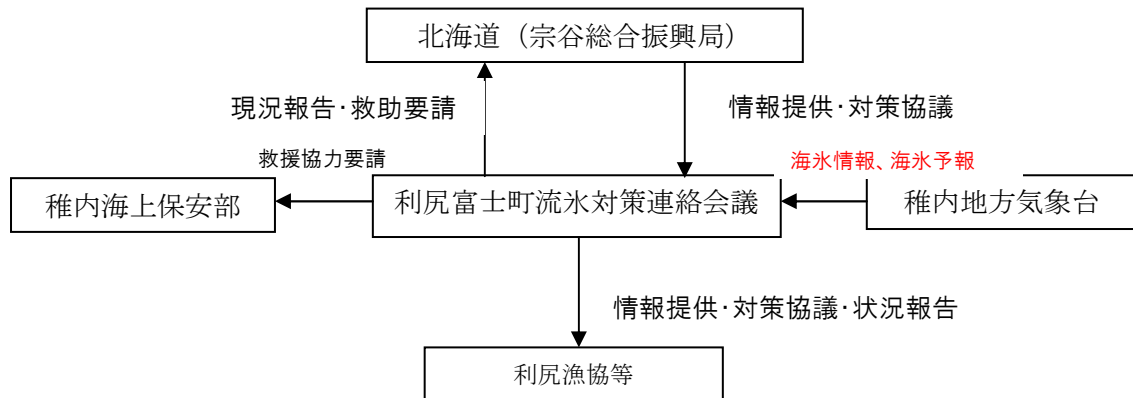 北海道（宗谷総合振興局）
現況報告・救助要請
情報提供・対策協議
救援協力要請
海氷情報、海氷予報
稚内海上保安部
利尻富士町流氷対策連絡会議
稚内地方気象台
情報提供・対策協議・状況報告
利尻漁協等